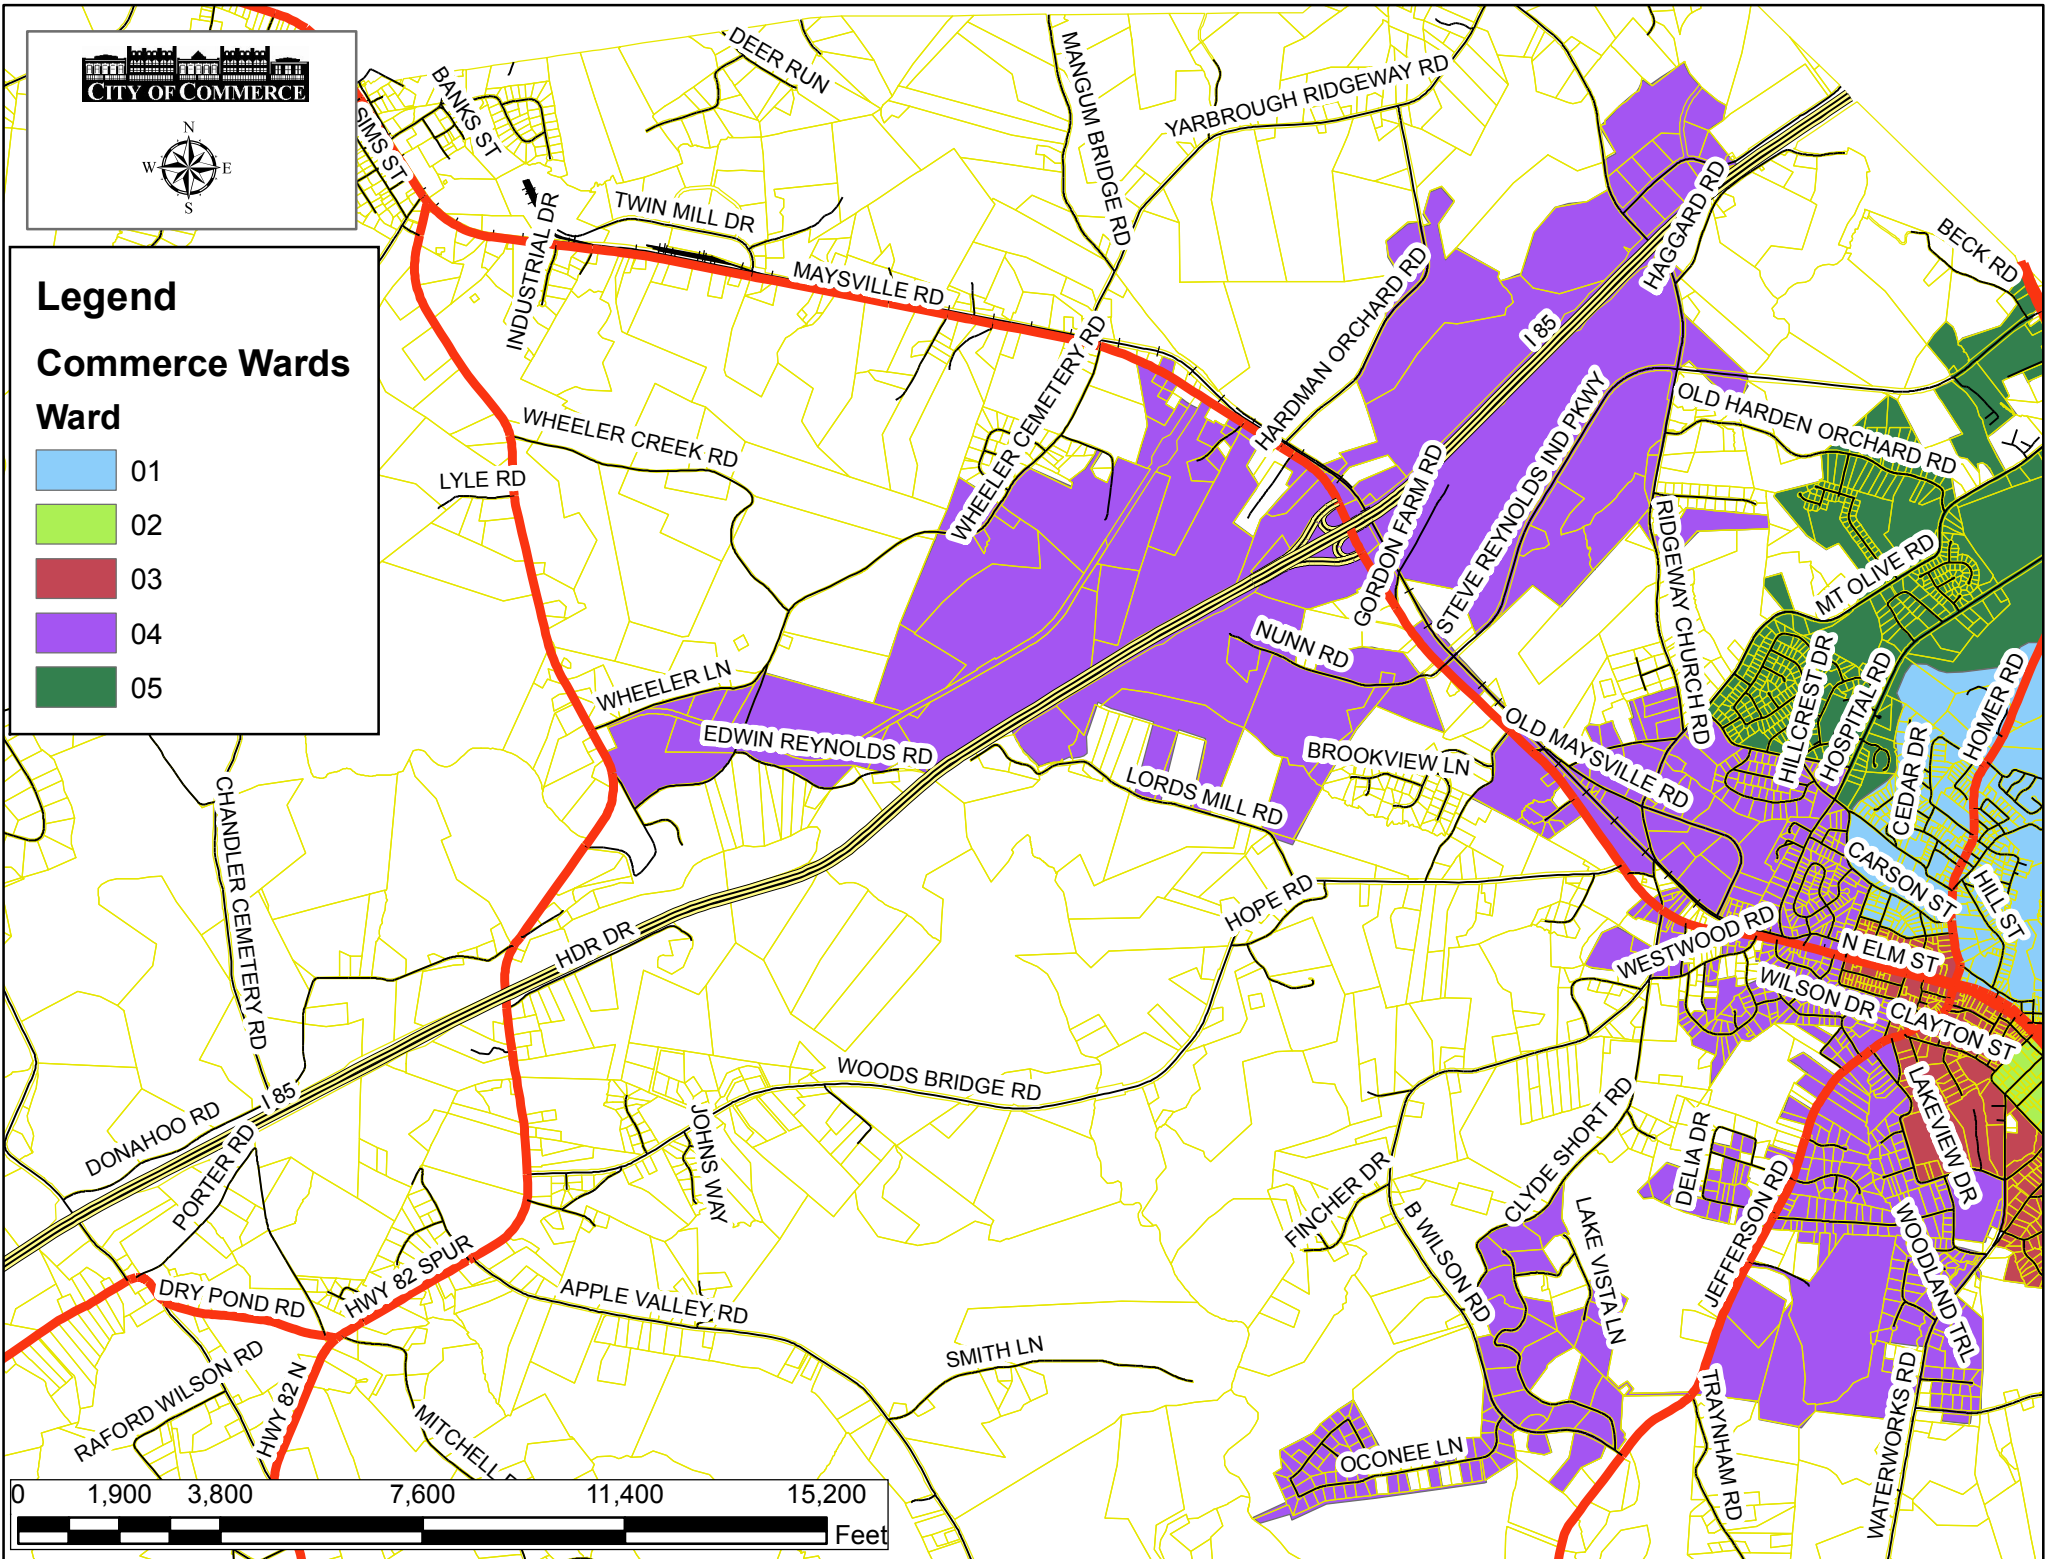 CITY OF COMMERCE
N
W
E
S
Legend
Commerce Wards
Ward
01
02
03
04
05
SIMS ST
BANKS ST
DEER RUN
MANGUM BRIDGE RD
YARBROUGH RIDGEWAY RD
INDUSTRIAL DR
TWIN MILL DR
MAYSVILLE RD
HAGGARD RD
BECK RD
I 85
HARDMAN ORCHARD RD
WHEELER CEMETERY RD
WHEELER CREEK RD
LYLE RD
OLD HARDEN ORCHARD RD
GORDON FARM RD
STEVE REYNOLDS IND PKWY
RIDGEWAY CHURCH RD
MT OLIVE RD
NUNN RD
WHEELER LN
EDWIN REYNOLDS RD
HILLCREST DR
HOSPITAL RD
HOMER RD
CEDAR DR
OLD MAYSVILLE RD
BROOKVIEW LN
LORDS MILL RD
CHANDLER CEMETERY RD
CARSON ST
HILL ST
HOPE RD
HDR DR
WESTWOOD RD
N ELM ST
WILSON DR
CLAYTON ST
WOODS BRIDGE RD
I 85
DONAHOO RD
PORTER RD
JOHNS WAY
LAKEVIEW DR
CLYDE SHORT RD
DELIA DR
FINCHER DR
B WILSON RD
LAKE VISTA LN
JEFFERSON RD
WOODLAND TRL
DRY POND RD
HWY 82 SPUR
APPLE VALLEY RD
SMITH LN
RAFORD WILSON RD
HWY 82 N
MITCHELL
OCONEE LN
TRAYNHAM RD
WATERWORKS RD
0
1,900
3,800
7,600
11,400
15,200
Feet